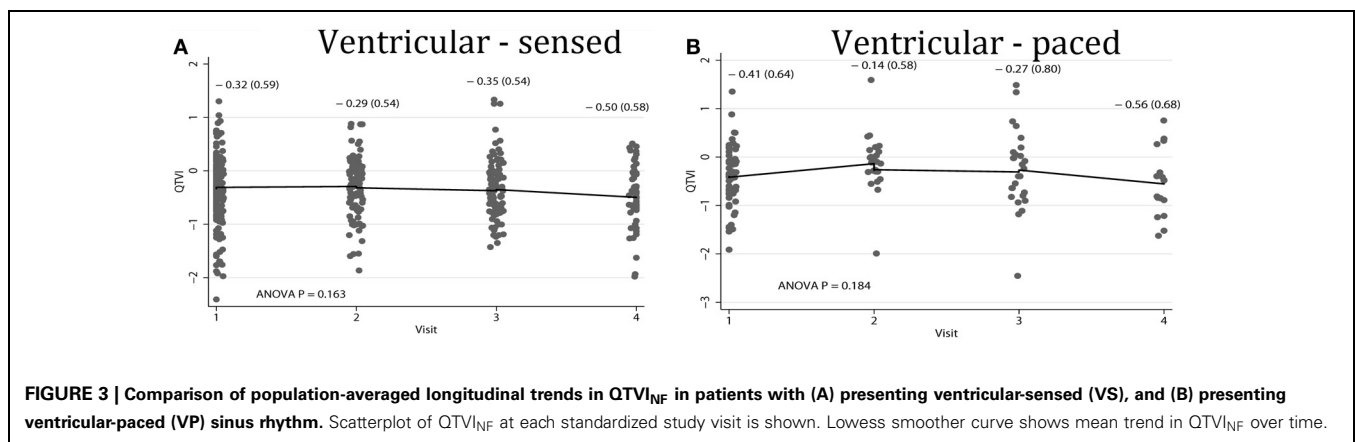 A Ventricular - sensed
2
− 0.32 (0.59)
− 0.29 (0.54)
− 0.35 (0.54)
− 0.50 (0.58)
1
0
QTVI
−1
−2
ANOVA P = 0.163
1 2 3 4
Visit
B Ventricular - paced
2
− 0.41 (0.64)
− 0.14 (0.58)
− 0.27 (0.80)
− 0.56 (0.68)
1
0
QTVI
−1
−2
ANOVA P = 0.184
−3
1 2 3 4
Visit
FIGURE 3 | Comparison of population-averaged longitudinal trends in QTVINF in patients with (A) presenting ventricular-sensed (VS), and (B) presenting
ventricular-paced (VP) sinus rhythm. Scatterplot of QTVINF at each standardized study visit is shown. Lowess smoother curve shows mean trend in QTVINF over time.